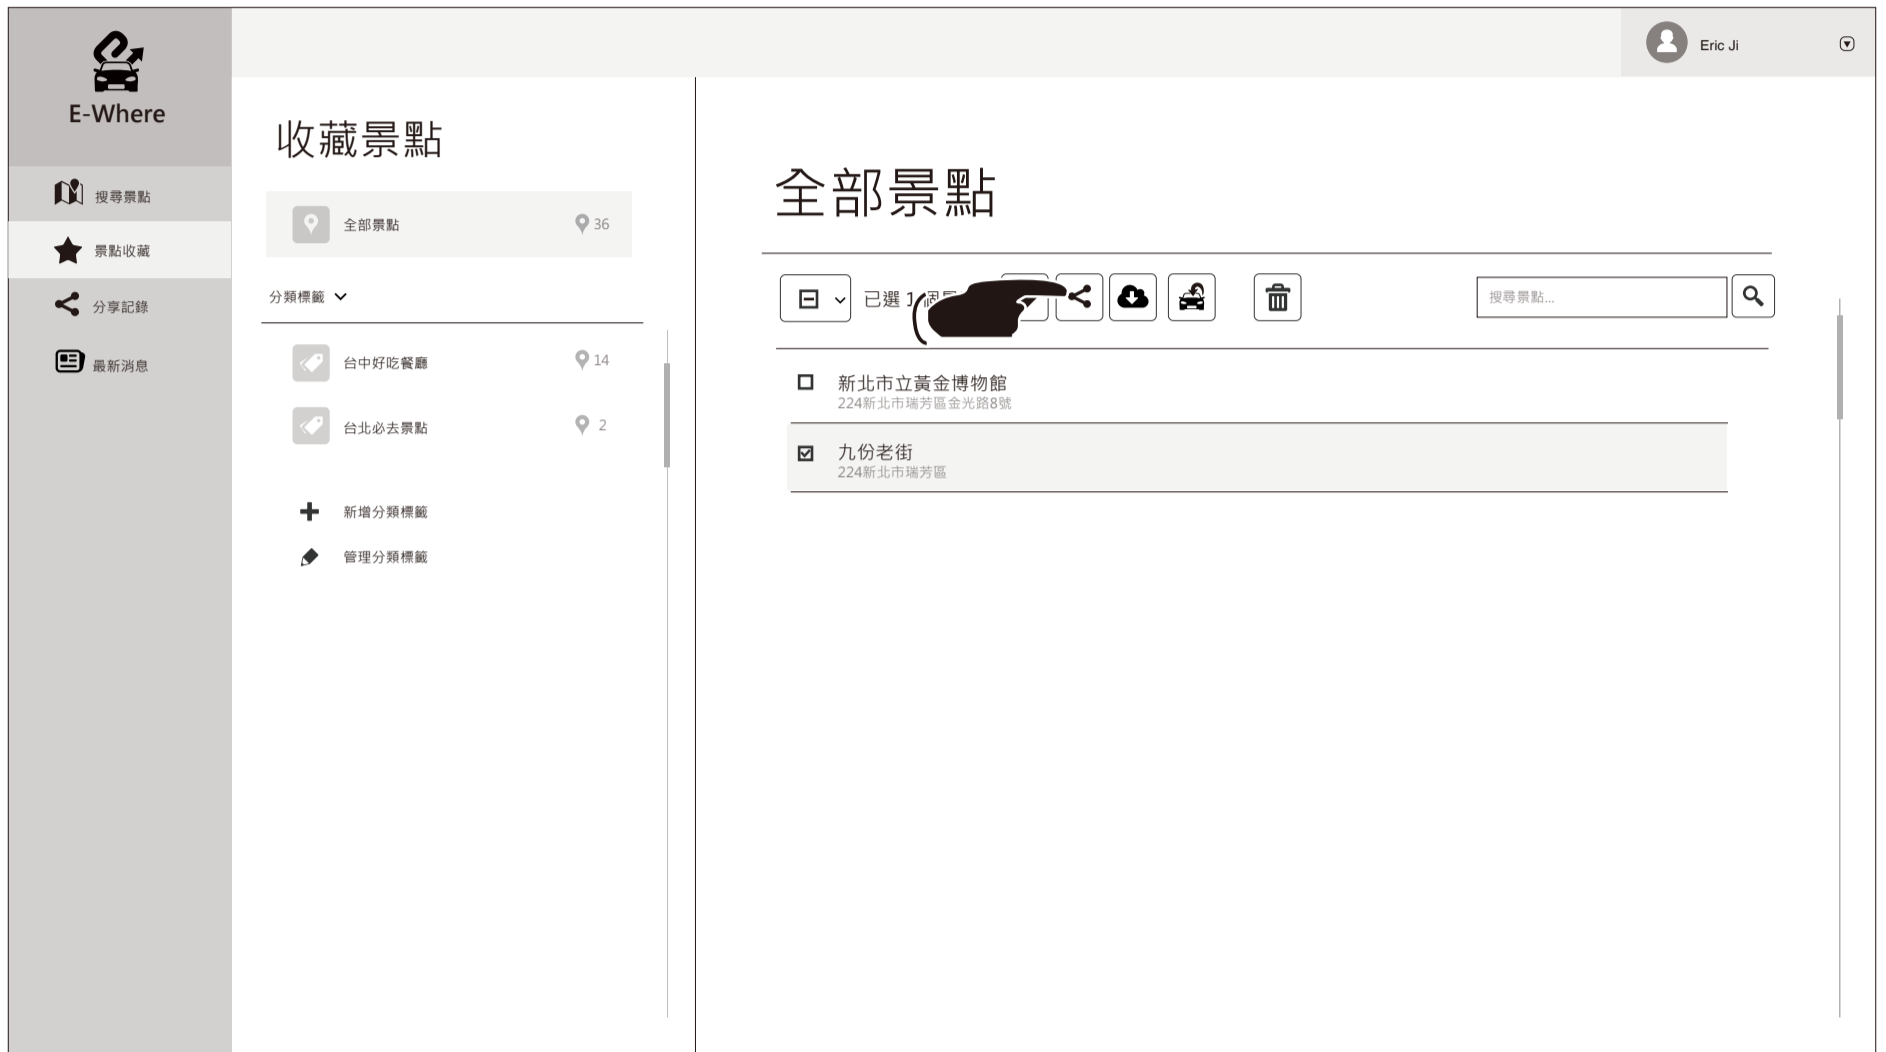 E-Where
Eric Ji
搜尋景點
景點收藏
分享記錄
最新消息
收藏景點
全部景點
36
分類標籤
台中好吃餐廳
14
台北必去景點
2
新增分類標籤
管理分類標籤
全部景點
已選 1 個
搜尋景點...
新北市立黃金博物館
224新北市瑞芳區金光路8號
九份老街
224新北市瑞芳區